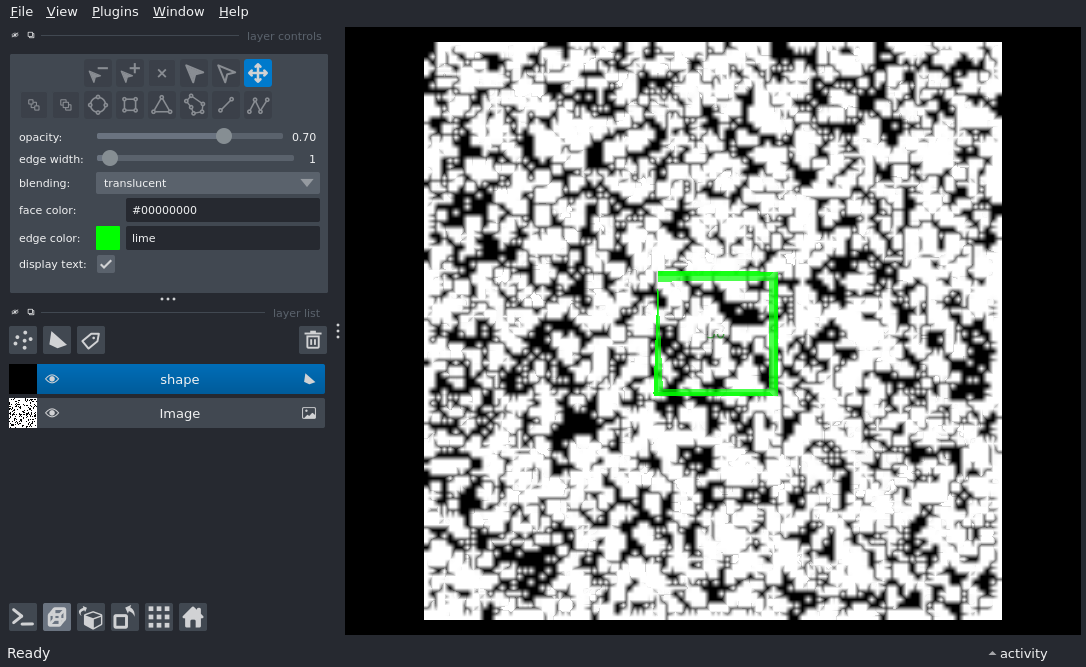 File View Plugins Window Help
layer controls
opacity: 0.70
edge width: 1
blending: translucent
face color: #00000000
edge color: lime
display text:
layer list
shape
Image
Ready
activity